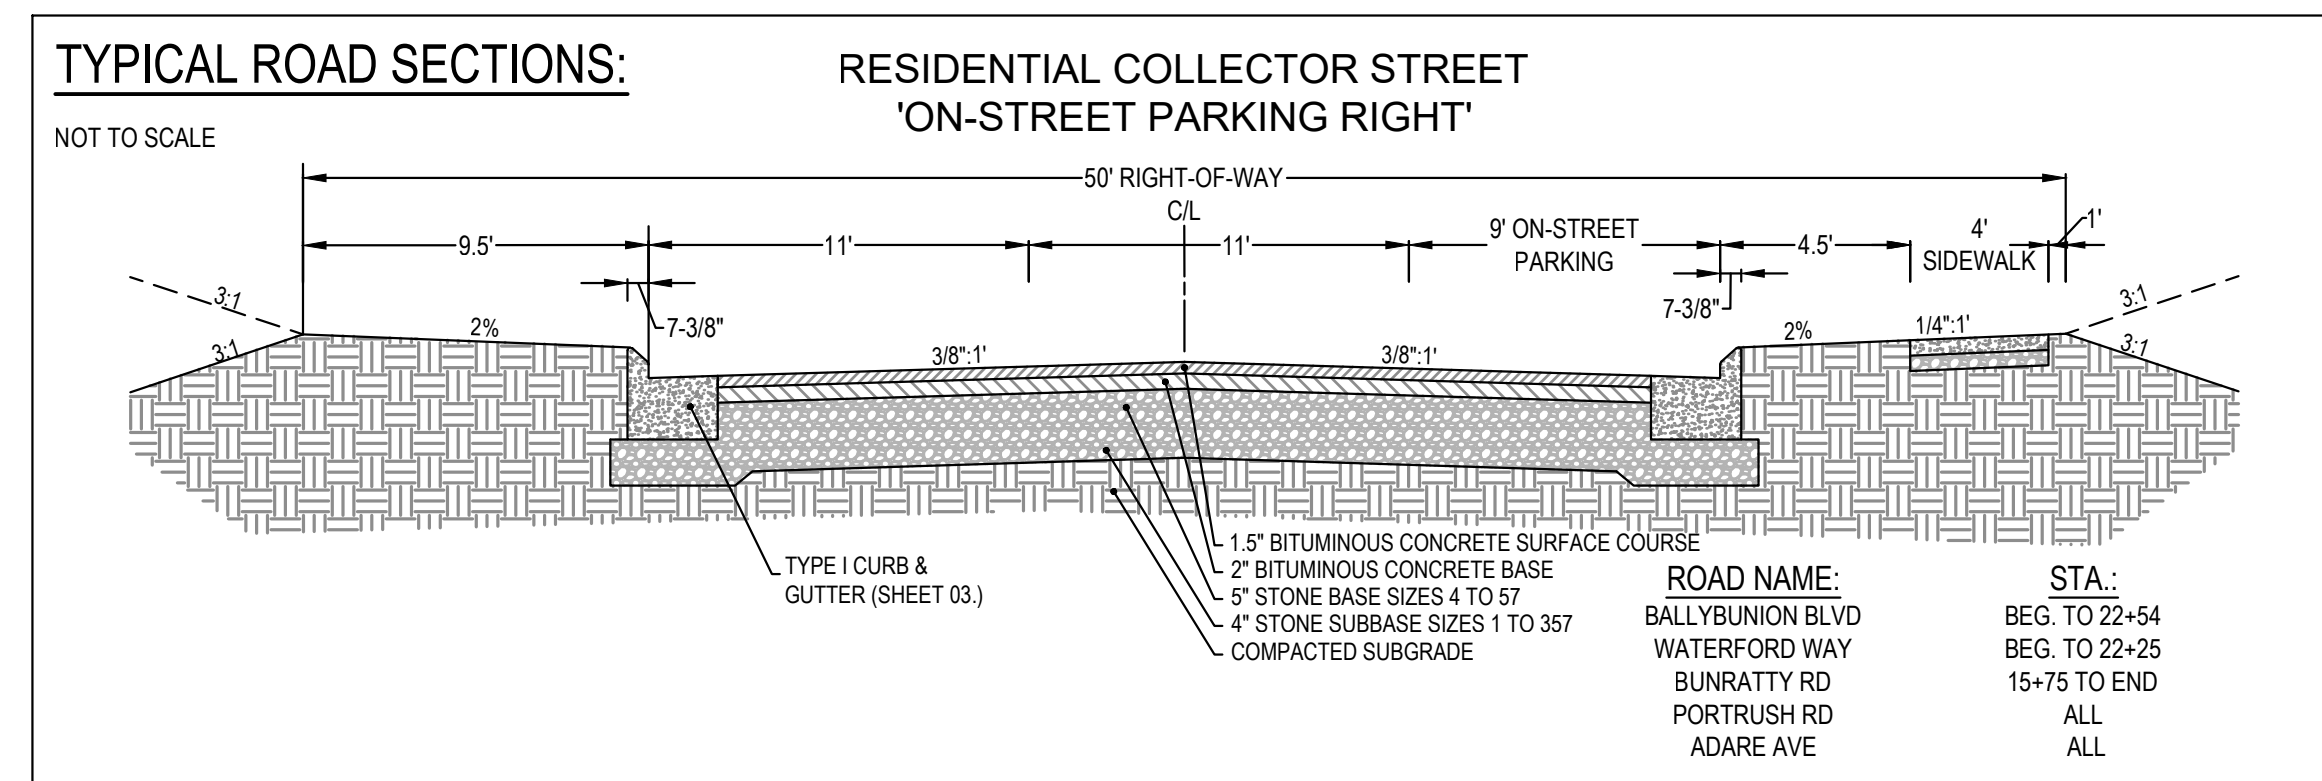 TYPICAL ROAD SECTIONS:
NOT TO SCALE
RESIDENTIAL COLLECTOR STREET
'ON-STREET PARKING RIGHT'
50' RIGHT-OF-WAY
C/L
9.5'
11'
11'
9' ON-STREET
PARKING
4.5'
4'
SIDEWALK
1'
7-3/8"
7-3/8"
3:1
3:1
2%
3/8":1'
3/8":1'
2%
1/4":1'
3:1
3:1
TYPE I CURB &
GUTTER (SHEET 03.)
1.5" BITUMINOUS CONCRETE SURFACE COURSE
2" BITUMINOUS CONCRETE BASE
5" STONE BASE SIZES 4 TO 57
4" STONE SUBBASE SIZES 1 TO 357
COMPACTED SUBGRADE
ROAD NAME: STA.:
BALLYBUNION BLVD BEG. TO 22+54
WATERFORD WAY BEG. TO 22+25
BUNRATTY RD 15+75 TO END
PORTRUSH RD ALL
ADARE AVE ALL